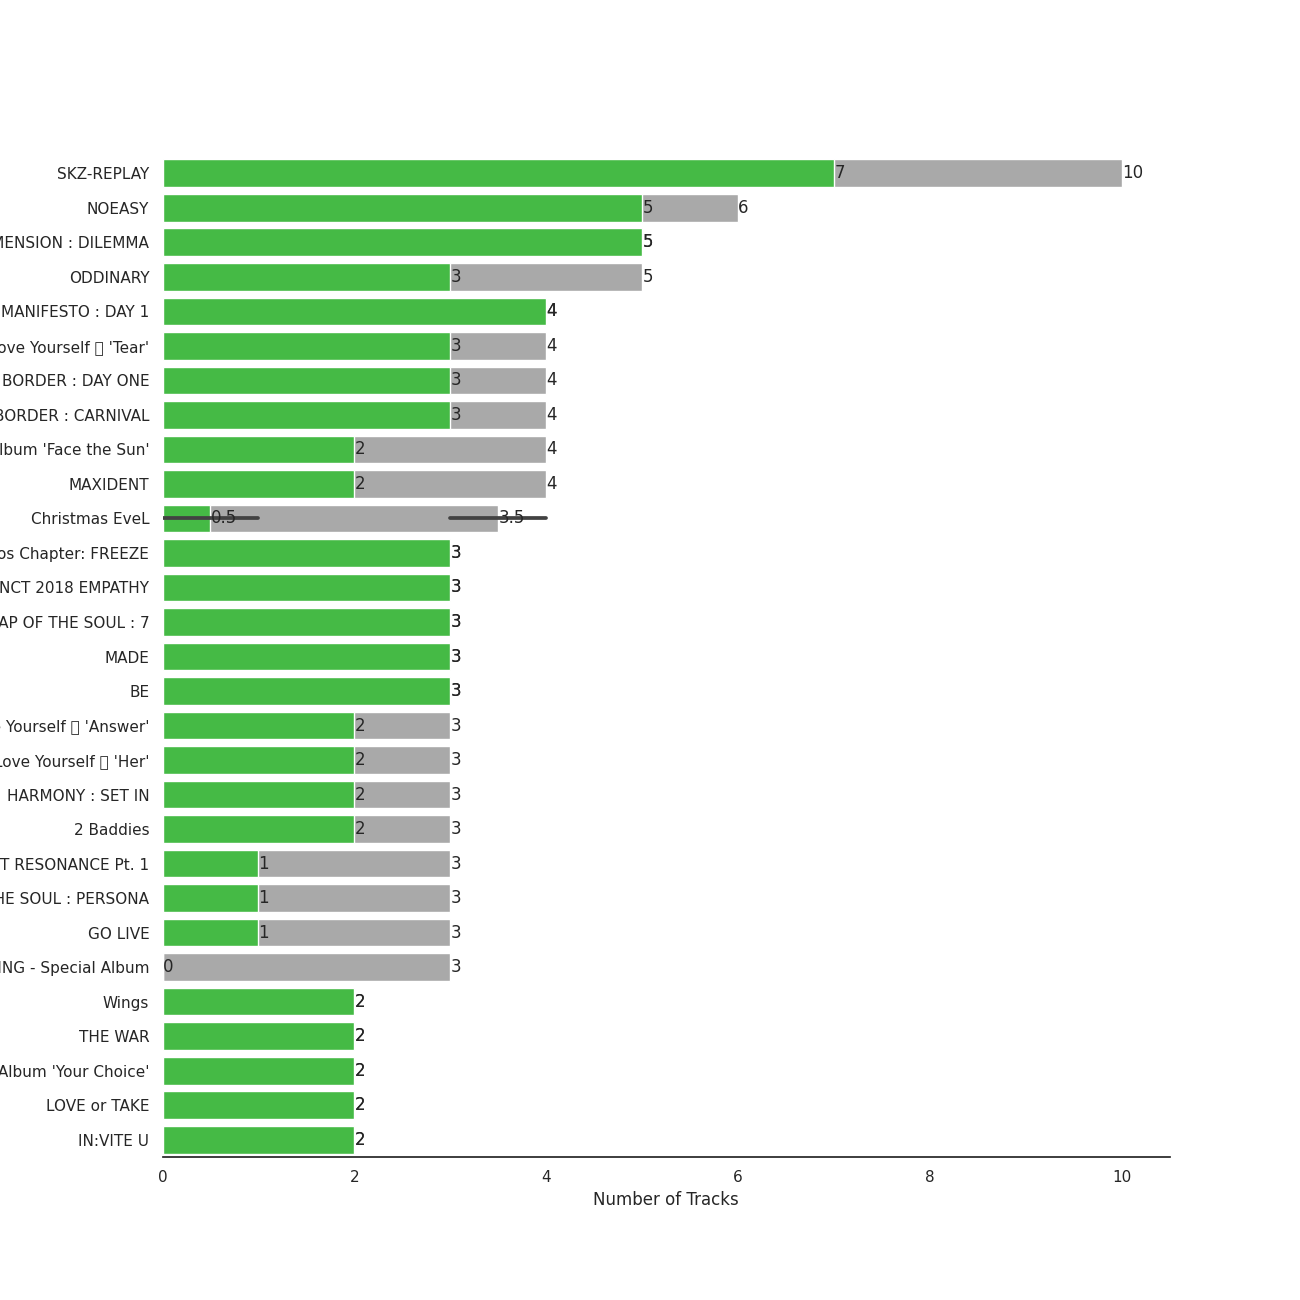 SKZ-REPLAY 7 10
NOEASY 5 6
MENSION : DILEMMA 5
ODDINARY 3 5
MANIFESTO : DAY 1 4
ove Yourself 'Tear' 3 4
BORDER : DAY ONE 3 4
BORDER : CARNIVAL 3 4
lbum 'Face the Sun' 2 4
MAXIDENT 2 4
Christmas EveL 0.5 3.5
os Chapter: FREEZE 3
NCT 2018 EMPATHY 3
AP OF THE SOUL : 7 3
MADE 3
BE 3
Yourself 'Answer' 2 3
Love Yourself 'Her' 2 3
HARMONY : SET IN 2 3
2 Baddies 2 3
T RESONANCE Pt. 1 1 3
HE SOUL : PERSONA 1 3
GO LIVE 1 3
ING - Special Album 0 3
Wings 2
THE WAR 2
Album 'Your Choice' 2
LOVE or TAKE 2
IN:VITE U 2
0 2 4 6 8 10
Number of Tracks